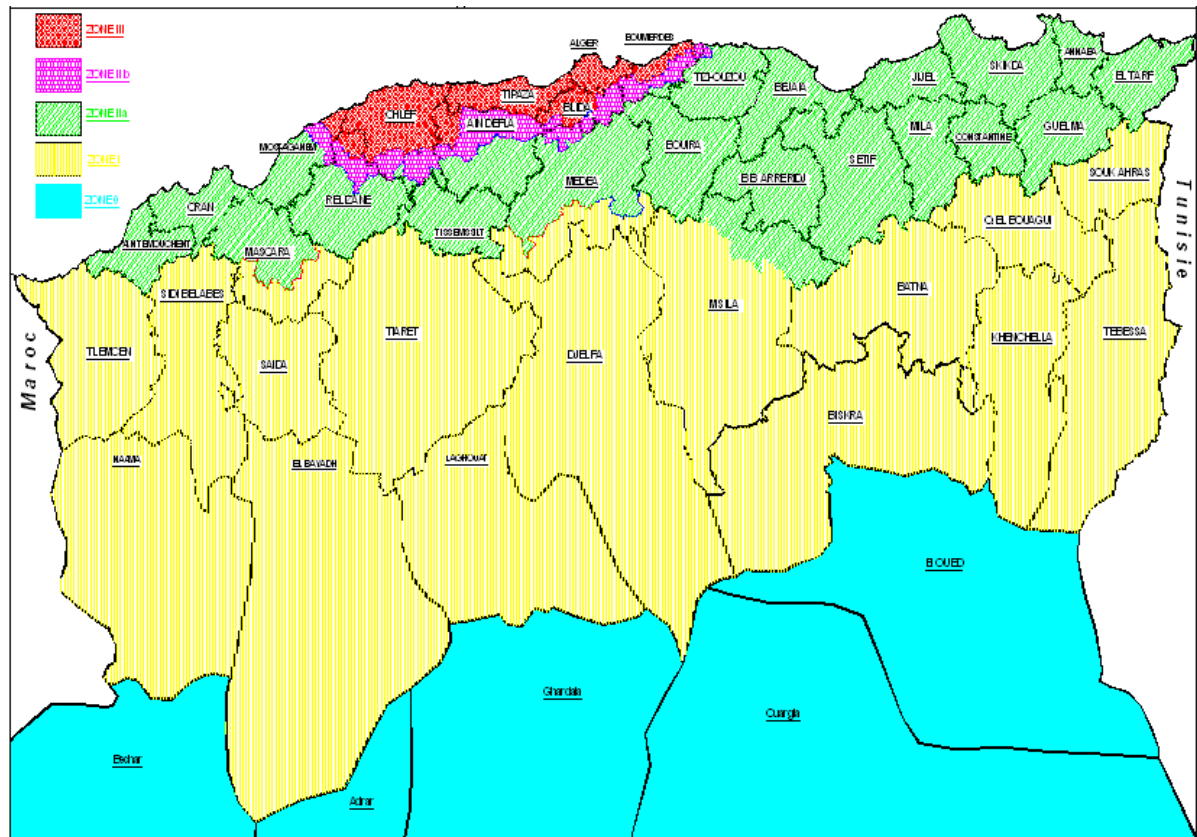 ZONE III
ZONE IIb
ZONE IIa
ZONE I
ZONE 0
ALGER
BOUMERDES
TIPAZA
CHLEF
BLIDA
AIN DEFLA
MOSTAGANEM
RELIZANE
ORAN
AIN TEMOUCHENT
MASCARA
TISSEMSILT
MEDEA
BOUIRA
TIZI OUZOU
BEJAIA
B.B.ARRERIDJ
SETIF
JIJEL
MILA
SKIKDA
CONSTANTINE
ANNABA
GUELMA
EL TARF
SOUK AHRAS
O.EL BOUAGUI
SIDI BELABES
TLEMCEN
SAIDA
TIARET
DJELFA
MSILA
BATNA
KHENCHELLA
TEBESSA
BISKRA
NAAMA
EL BAYADH
LAGHOUAT
Maroc
Tunisie
Ghardaia
Ouargla
Bechar
Adrar